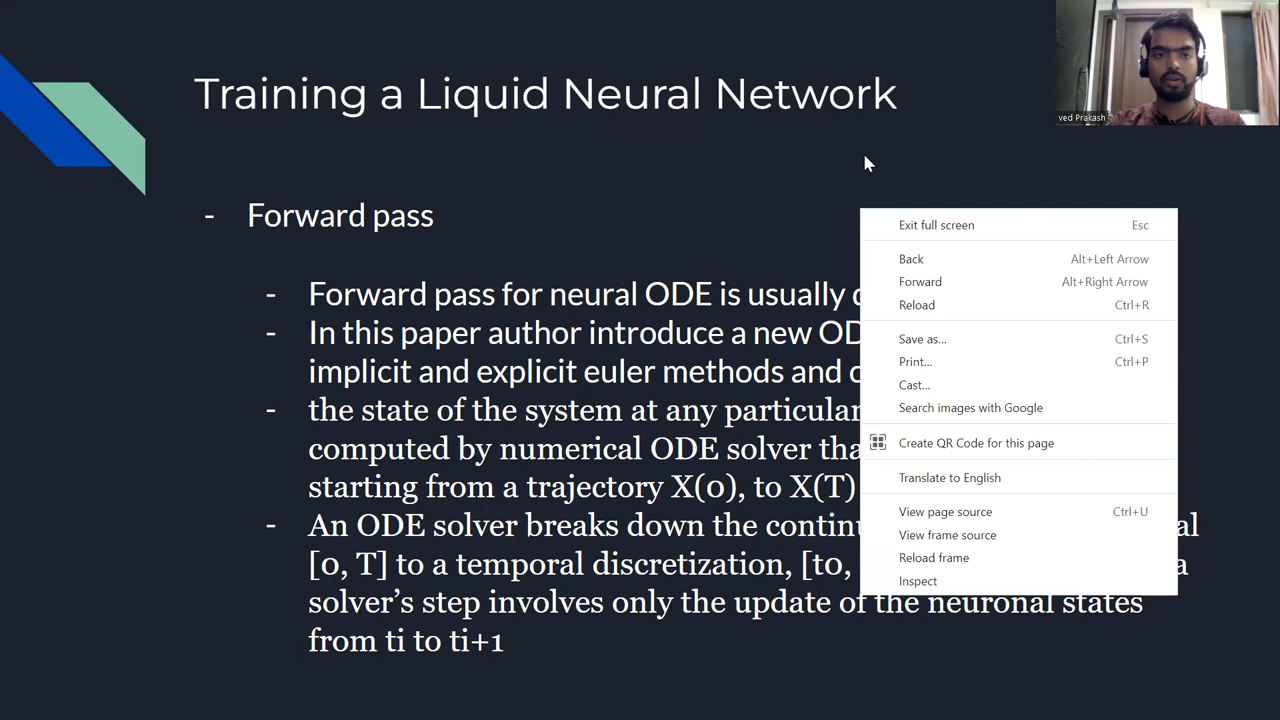 Training a Liquid Neural Network
ved Prakash
- Forward pass
- Forward pass for neural ODE is usually
- In this paper author introduce a new
implicit and explicit euler methods and
- the state of the system at any particular
computed by numerical ODE solver
starting from a trajectory X(0), to X(T)
- An ODE solver breaks down the
[0, T] to a temporal discretization, [t0,
solver’s step involves only the update of the neuronal states
from ti to ti+1
Exit full screen Esc
Back Alt+Left Arrow
Forward Alt+Right Arrow
Reload Ctrl+R
Save as... Ctrl+S
Print... Ctrl+P
Cast...
Search images with Google
Create QR Code for this page
Translate to English
View page source Ctrl+U
View frame source
Reload frame
Inspect